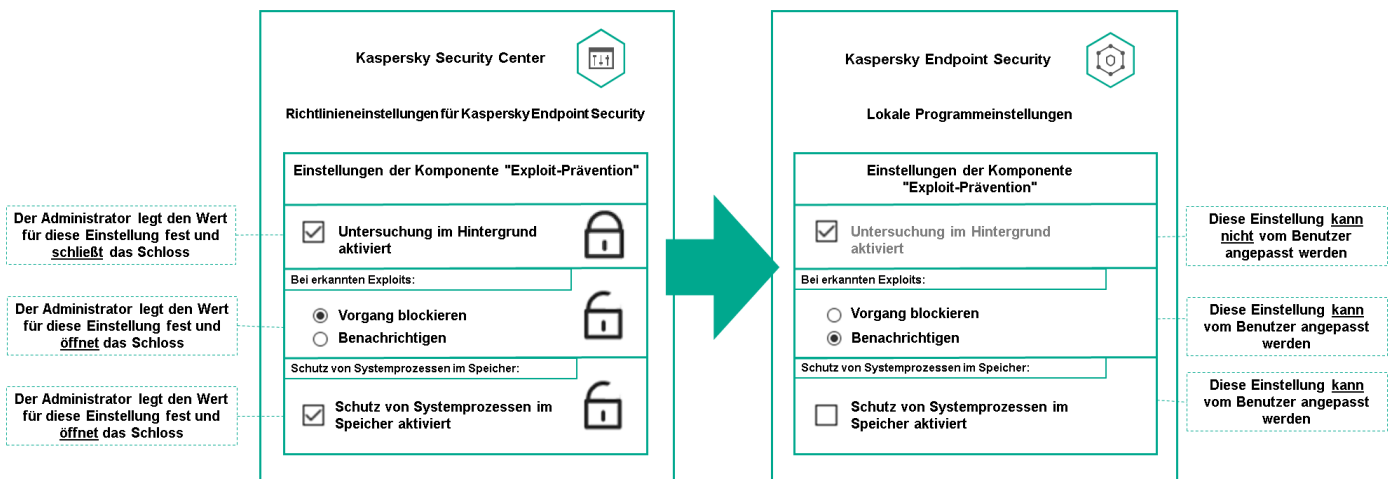 Kaspersky Security Center
Richtlinieneinstellungen für Kaspersky Endpoint Security
Einstellungen der Komponente "Exploit-Prävention"
Der Administrator legt den Wert
für diese Einstellung fest und
schließt das Schloss
Untersuchung im Hintergrund
aktiviert
Bei erkannten Exploits:
Der Administrator legt den Wert
für diese Einstellung fest und
öffnet das Schloss
Vorgang blockieren
Benachrichtigen
Schutz von Systemprozessen im Speicher:
Der Administrator legt den Wert
für diese Einstellung fest und
öffnet das Schloss
Schutz von Systemprozessen im
Speicher aktiviert
Kaspersky Endpoint Security
Lokale Programmeinstellungen
Einstellungen der Komponente
"Exploit-Prävention"
Untersuchung im Hintergrund
aktiviert
Diese Einstellung kann
nicht vom Benutzer
angepasst werden
Bei erkannten Exploits:
Vorgang blockieren
Benachrichtigen
Diese Einstellung kann
vom Benutzer angepasst
werden
Schutz von Systemprozessen im Speicher:
Schutz von Systemprozessen im
Speicher aktiviert
Diese Einstellung kann
vom Benutzer angepasst
werden